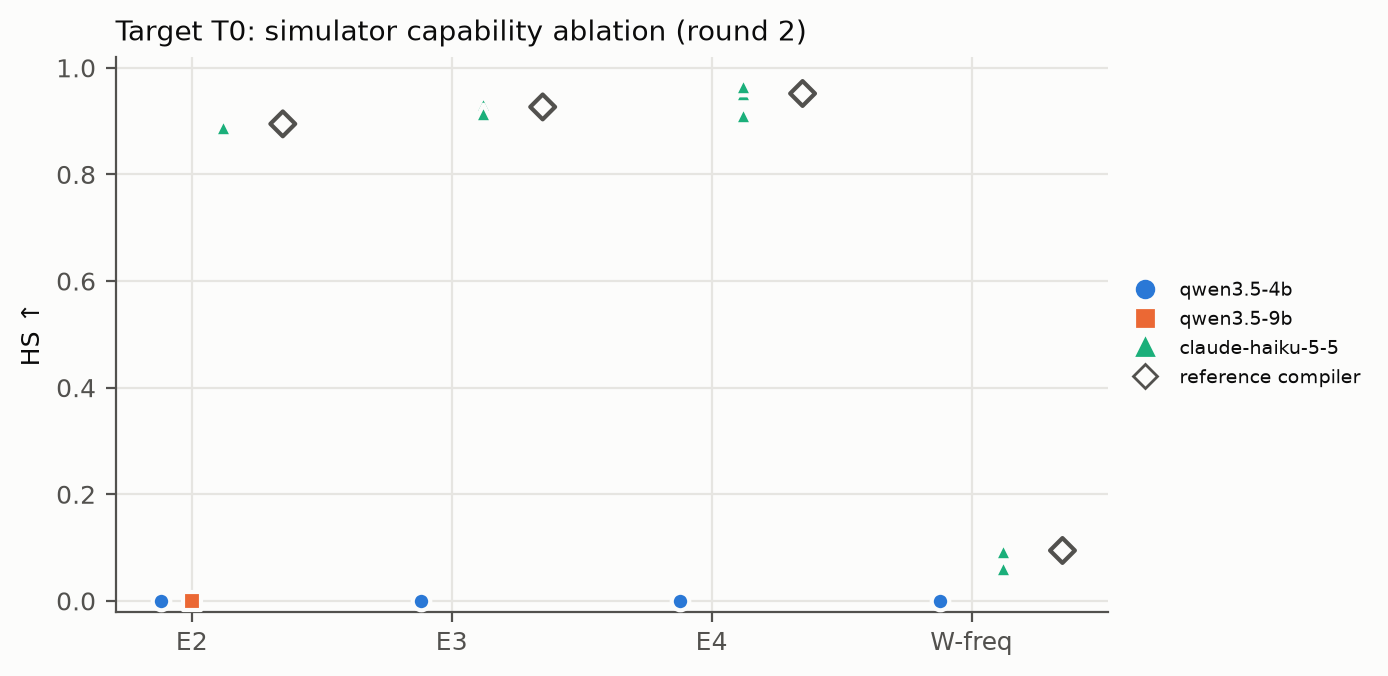 Target T0: simulator capability ablation (round 2)
HS ↑
1.0
0.8
0.6
0.4
0.2
0.0
E2 E3 E4 W-freq
qwen3.5-4b
qwen3.5-9b
claude-haiku-5-5
reference compiler